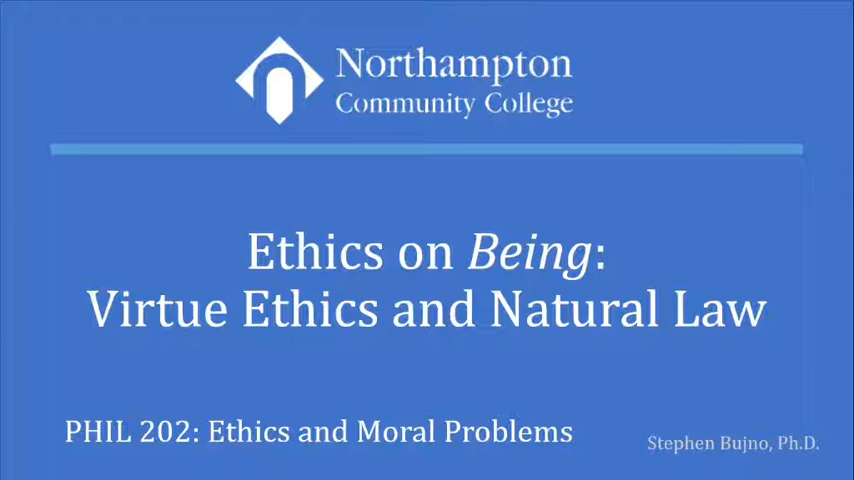 Northampton
Community College
Ethics on Being:
Virtue Ethics and Natural Law
PHIL 202: Ethics and Moral Problems
Stephen Bujno, Ph.D.